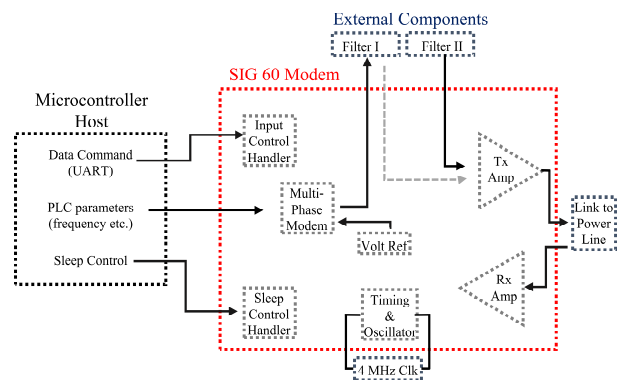 External Components
Filter I
Filter II
SIG 60 Modem
Microcontroller
Host
Data Command
(UART)
PLC parameters
(frequency etc.)
Sleep Control
Input
Control
Handler
Multi-
Phase
Modem
Volt Ref
Sleep
Control
Handler
Timing
&
Oscillator
4 MHz Clk
Tx
Amp
Rx
Amp
Link to
Power
Line